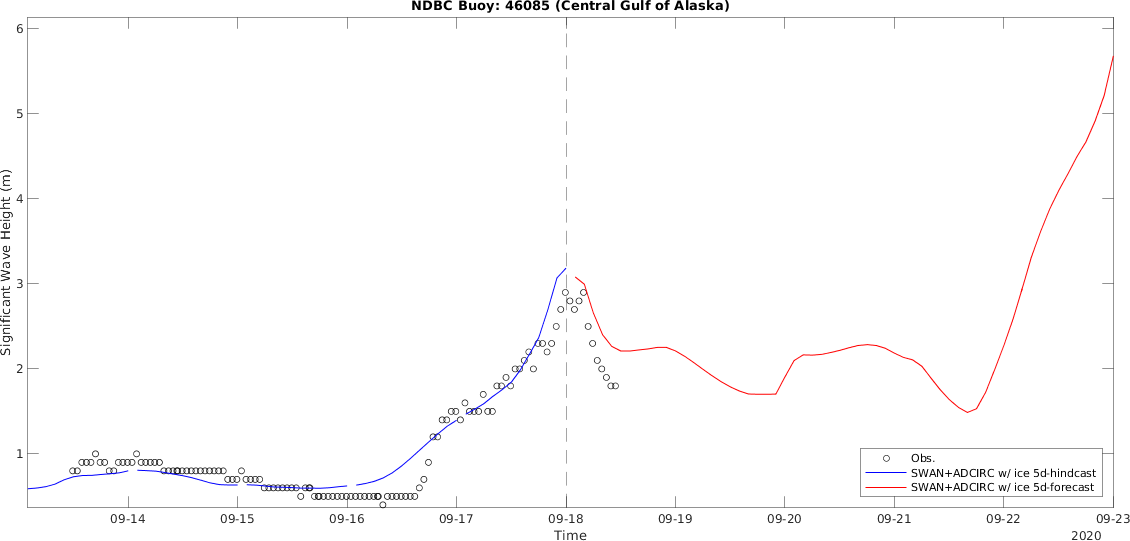 NDBC Buoy: 46085 (Central Gulf of Alaska)
6
5
4
3
2
1
Significant Wave Height (m)
Obs.
SWAN+ADCIRC w/ ice 5d-hindcast
SWAN+ADCIRC w/ ice 5d-forecast
09-14 09-15 09-16 09-17 09-18 09-19 09-20 09-21 09-22 09-23
Time
2020